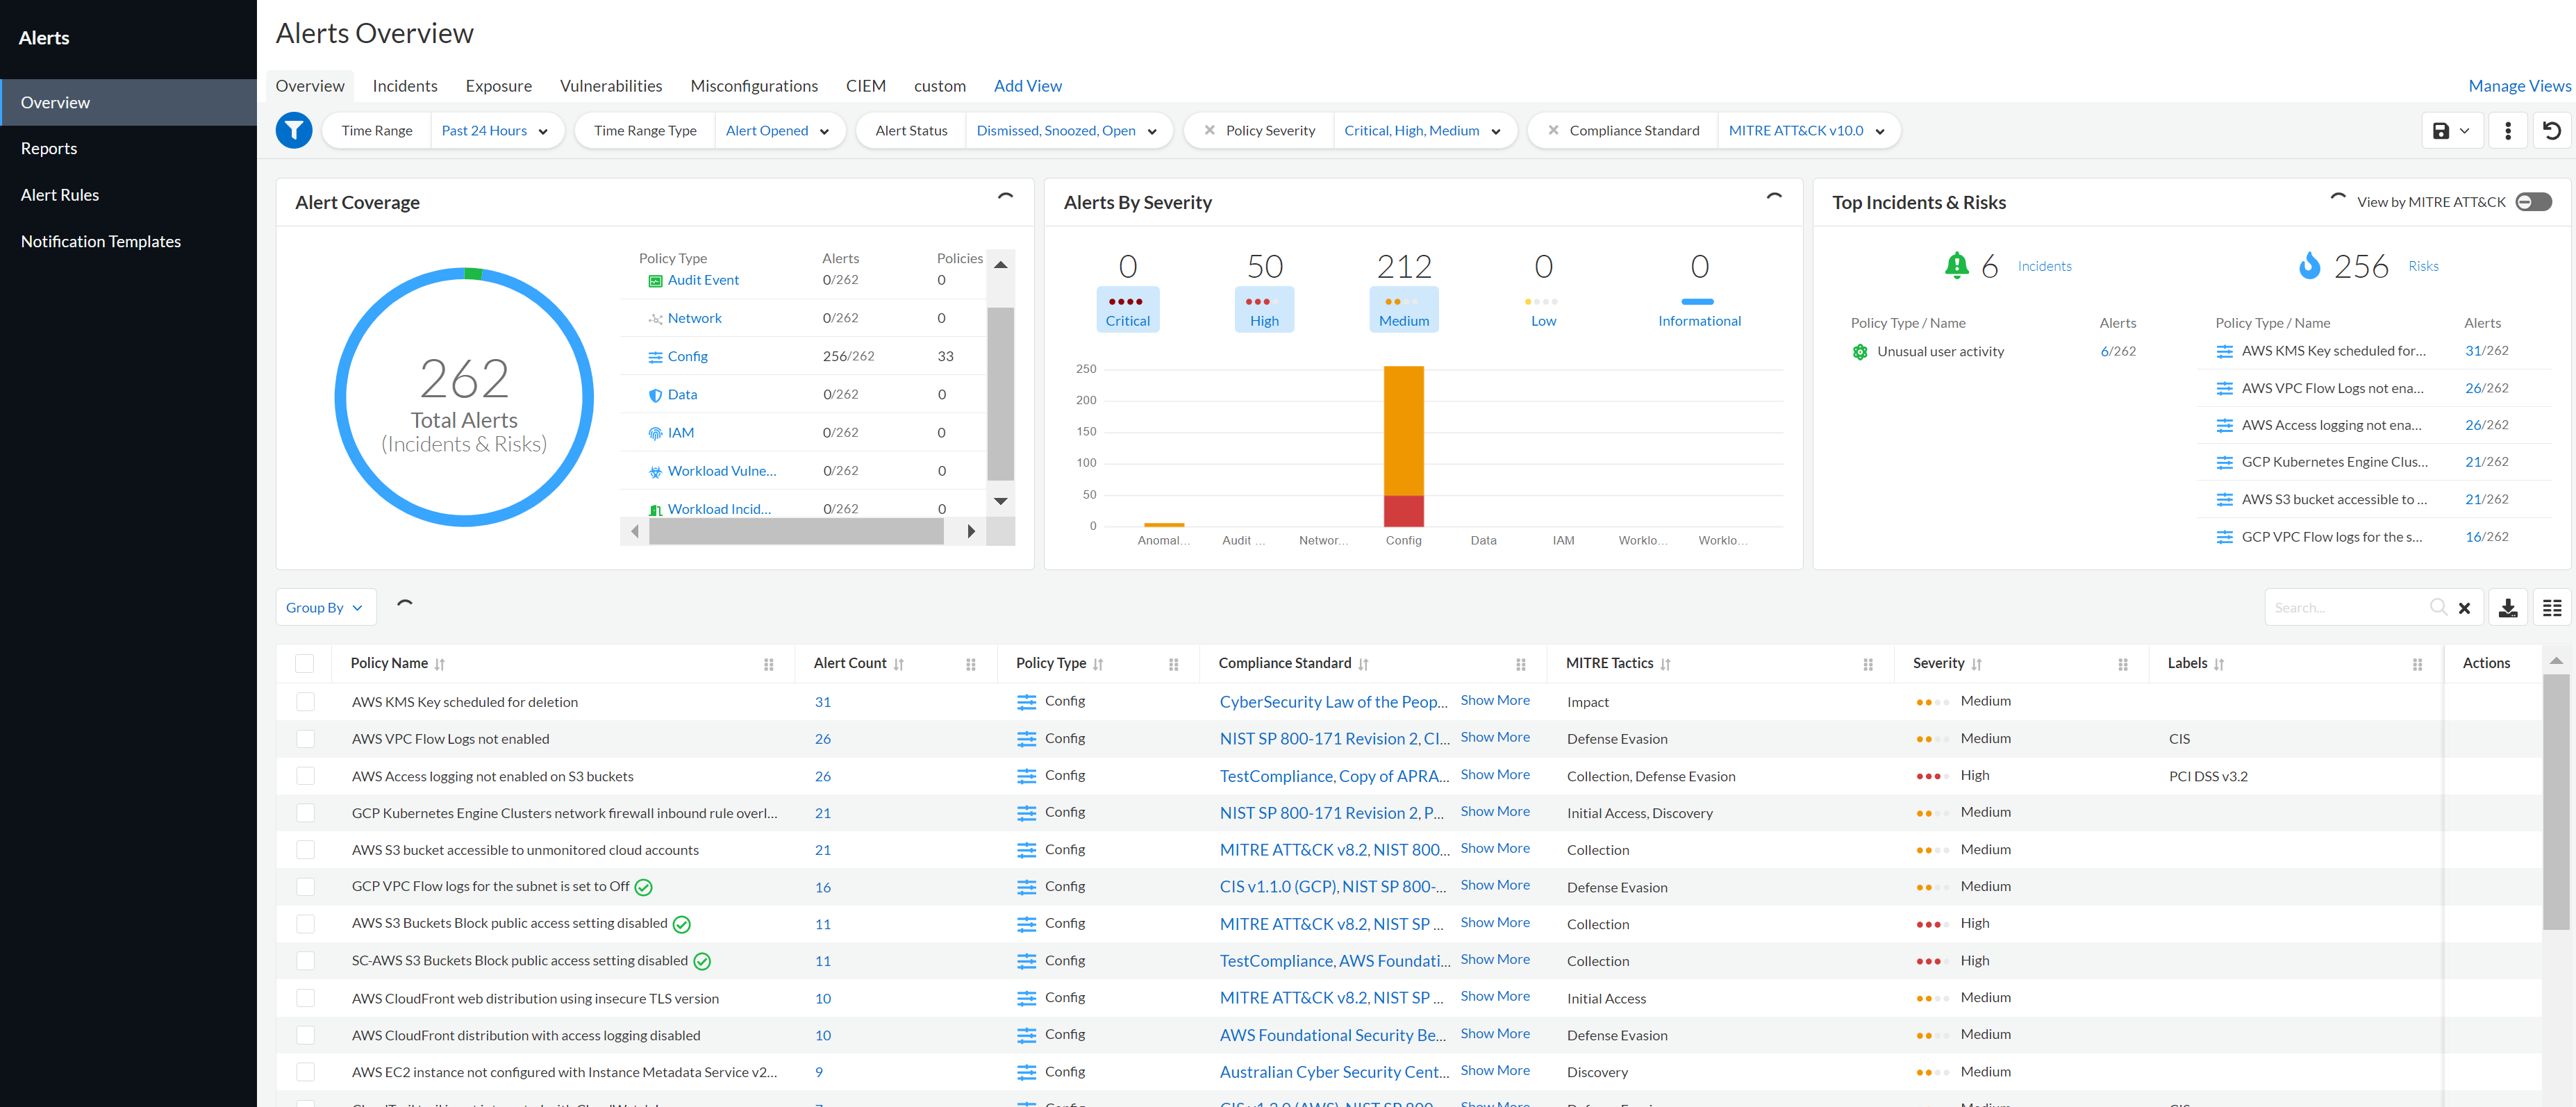 Alerts
Overview
Reports
Alert Rules
Notification Templates
Alerts Overview
Overview Incidents Exposure Vulnerabilities Misconfigurations CIEM custom Add View Manage Views
Time Range Past 24 Hours Time Range Type Alert Opened Alert Status Dismissed, Snoozed, Open Policy Severity Critical, High, Medium Compliance Standard MITRE ATT&CK v10.0
Alert Coverage
262
Total Alerts
(Incidents & Risks)
Policy Type Alerts Policies
Audit Event 0/262 0
Network 0/262 0
Config 256/262 33
Data 0/262 0
IAM 0/262 0
Workload Vulne... 0/262 0
Workload Incid... 0/262 0
Alerts By Severity
0 50 212 0 0
Critical High Medium Low Informational
250
200
150
100
50
0
Anomal... Audit ... Networ... Config Data IAM Worklo... Worklo...
Top Incidents & Risks View by MITRE ATT&CK
6 Incidents
Policy Type / Name Alerts
Unusual user activity 6/262
256 Risks
Policy Type / Name Alerts
AWS KMS Key scheduled for... 31/262
AWS VPC Flow Logs not ena... 26/262
AWS Access logging not ena... 26/262
GCP Kubernetes Engine Clus... 21/262
AWS S3 bucket accessible to ... 21/262
GCP VPC Flow logs for the s... 16/262
Group By Search...
Policy Name Alert Count Policy Type Compliance Standard MITRE Tactics Severity Labels Actions
AWS KMS Key scheduled for deletion 31 Config CyberSecurity Law of the Peop... Show More Impact Medium
AWS VPC Flow Logs not enabled 26 Config NIST SP 800-171 Revision 2, CI... Show More Defense Evasion Medium CIS
AWS Access logging not enabled on S3 buckets 26 Config TestCompliance, Copy of APRA... Show More Collection, Defense Evasion High PCI DSS v3.2
GCP Kubernetes Engine Clusters network firewall inbound rule overl... 21 Config NIST SP 800-171 Revision 2, P... Show More Initial Access, Discovery Medium
AWS S3 bucket accessible to unmonitored cloud accounts 21 Config MITRE ATT&CK v8.2, NIST 800... Show More Collection Medium
GCP VPC Flow logs for the subnet is set to Off 16 Config CIS v1.1.0 (GCP), NIST SP 800-... Show More Defense Evasion Medium
AWS S3 Buckets Block public access setting disabled 11 Config MITRE ATT&CK v8.2, NIST SP ... Show More Collection High
SC-AWS S3 Buckets Block public access setting disabled 11 Config TestCompliance, AWS Foundati... Show More Collection High
AWS CloudFront web distribution using insecure TLS version 10 Config MITRE ATT&CK v8.2, NIST SP ... Show More Initial Access Medium
AWS CloudFront distribution with access logging disabled 10 Config AWS Foundational Security Be... Show More Defense Evasion Medium
AWS EC2 instance not configured with Instance Metadata Service v2... 9 Config Australian Cyber Security Cent... Show More Discovery Medium